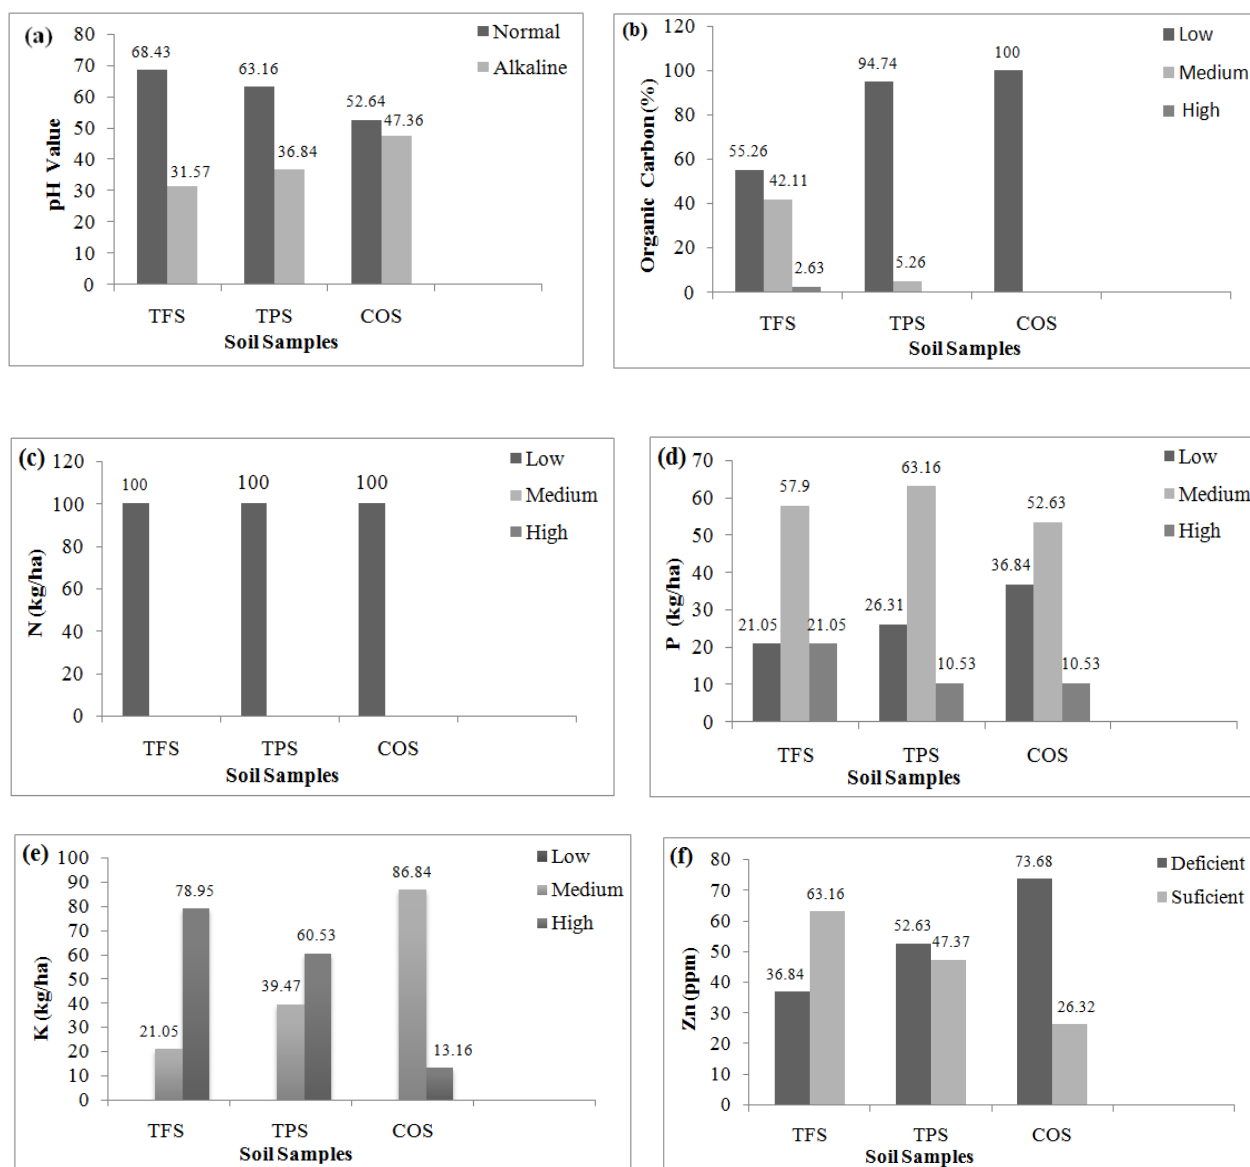 (a)
Normal
Alkaline
80
70
60
50
40
30
20
10
0
68.43
31.57
63.16
36.84
52.64
47.36
pH Value
TFS TPS COS
Soil Samples
(b)
Low
Medium
High
120
100
80
60
40
20
0
55.26
42.11
2.63
94.74
5.26
100
Organic Carbon (%)
TFS TPS COS
Soil Samples
(c)
Low
Medium
High
120
100
80
60
40
20
0
100 100 100
N (kg/ha)
TFS TPS COS
Soil Samples
(d)
Low
Medium
High
70
60
50
40
30
20
10
0
21.05
57.9
21.05
26.31
63.16
10.53
36.84
52.63
10.53
P (kg/ha)
TFS TPS COS
Soil Samples
(e)
Low
Medium
High
100
90
80
70
60
50
40
30
20
10
0
21.05
78.95
39.47
60.53
86.84
13.16
K (kg/ha)
TFS TPS COS
Soil Samples
(f)
Deficient
Suficient
80
70
60
50
40
30
20
10
0
36.84
63.16
52.63
47.37
73.68
26.32
Zn (ppm)
TFS TPS COS
Soil Samples